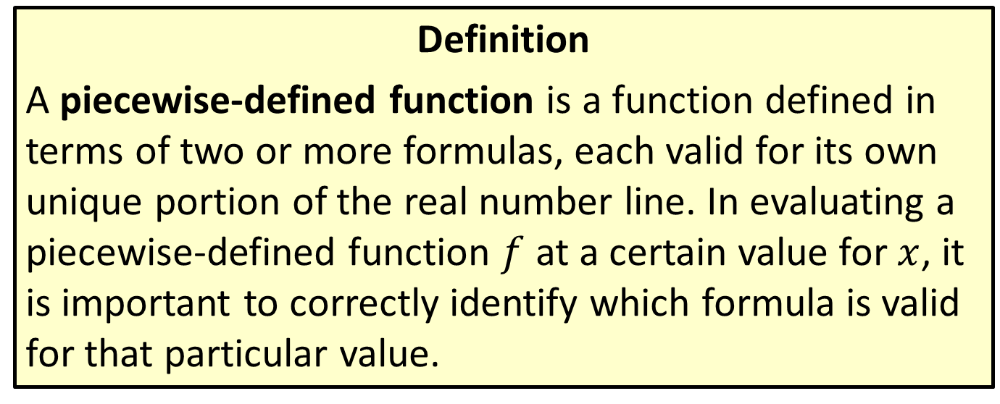 Definition
A piecewise-defined function is a function defined in
terms of two or more formulas, each valid for its own
unique portion of the real number line. In evaluating a
piecewise-defined function f at a certain value for x, it
is important to correctly identify which formula is valid
for that particular value.